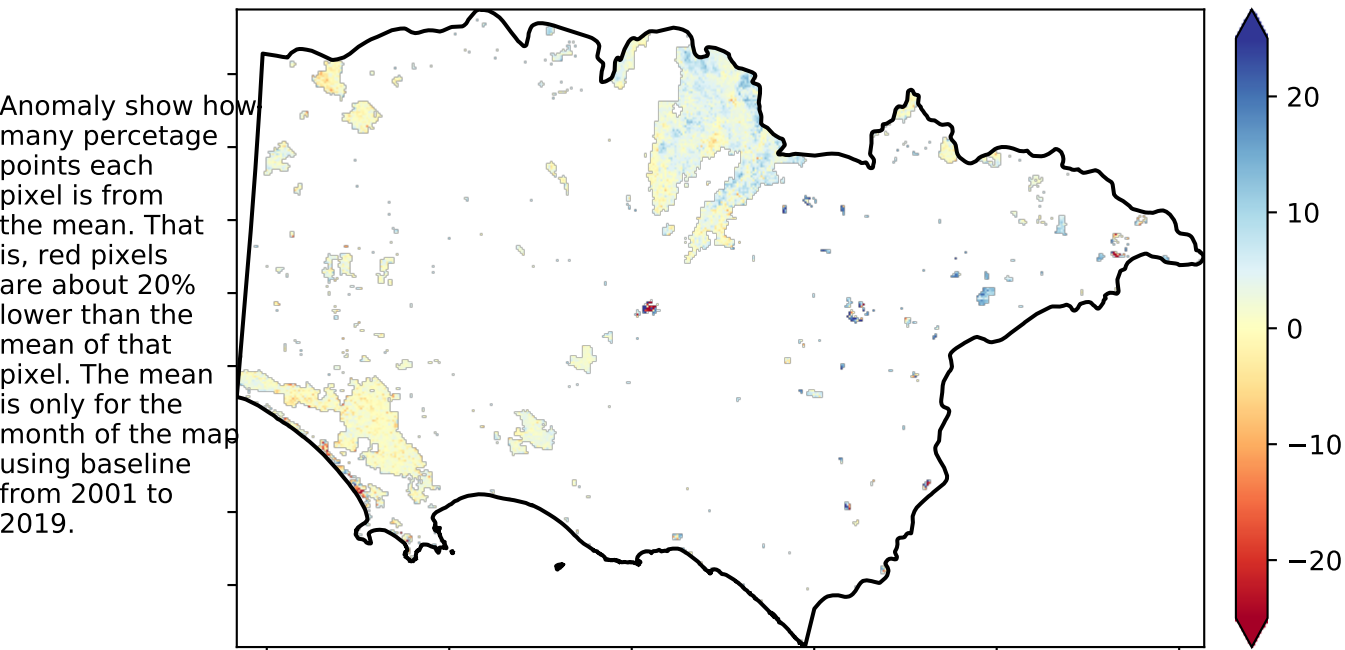 Anomaly show how
many percetage
points each
pixel is from
the mean. That
is, red pixels
are about 20%
lower than the
mean of that
pixel. The mean
is only for the
month of the map
using baseline
from 2001 to
2019.
20
10
0
−10
−20